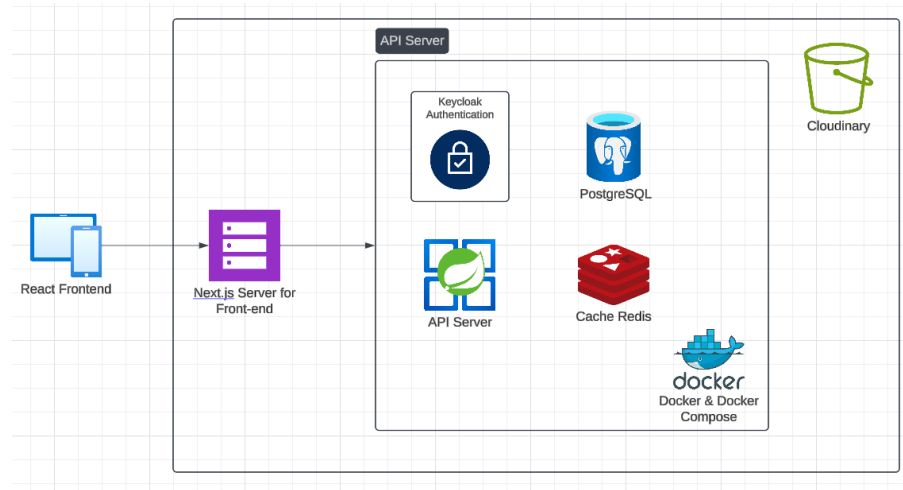 API Server
Keycloak
Authentication
Cloudinary
PostgreSQL
React Frontend
Next.js Server for
Front-end
API Server
Cache Redis
docker
Docker & Docker
Compose